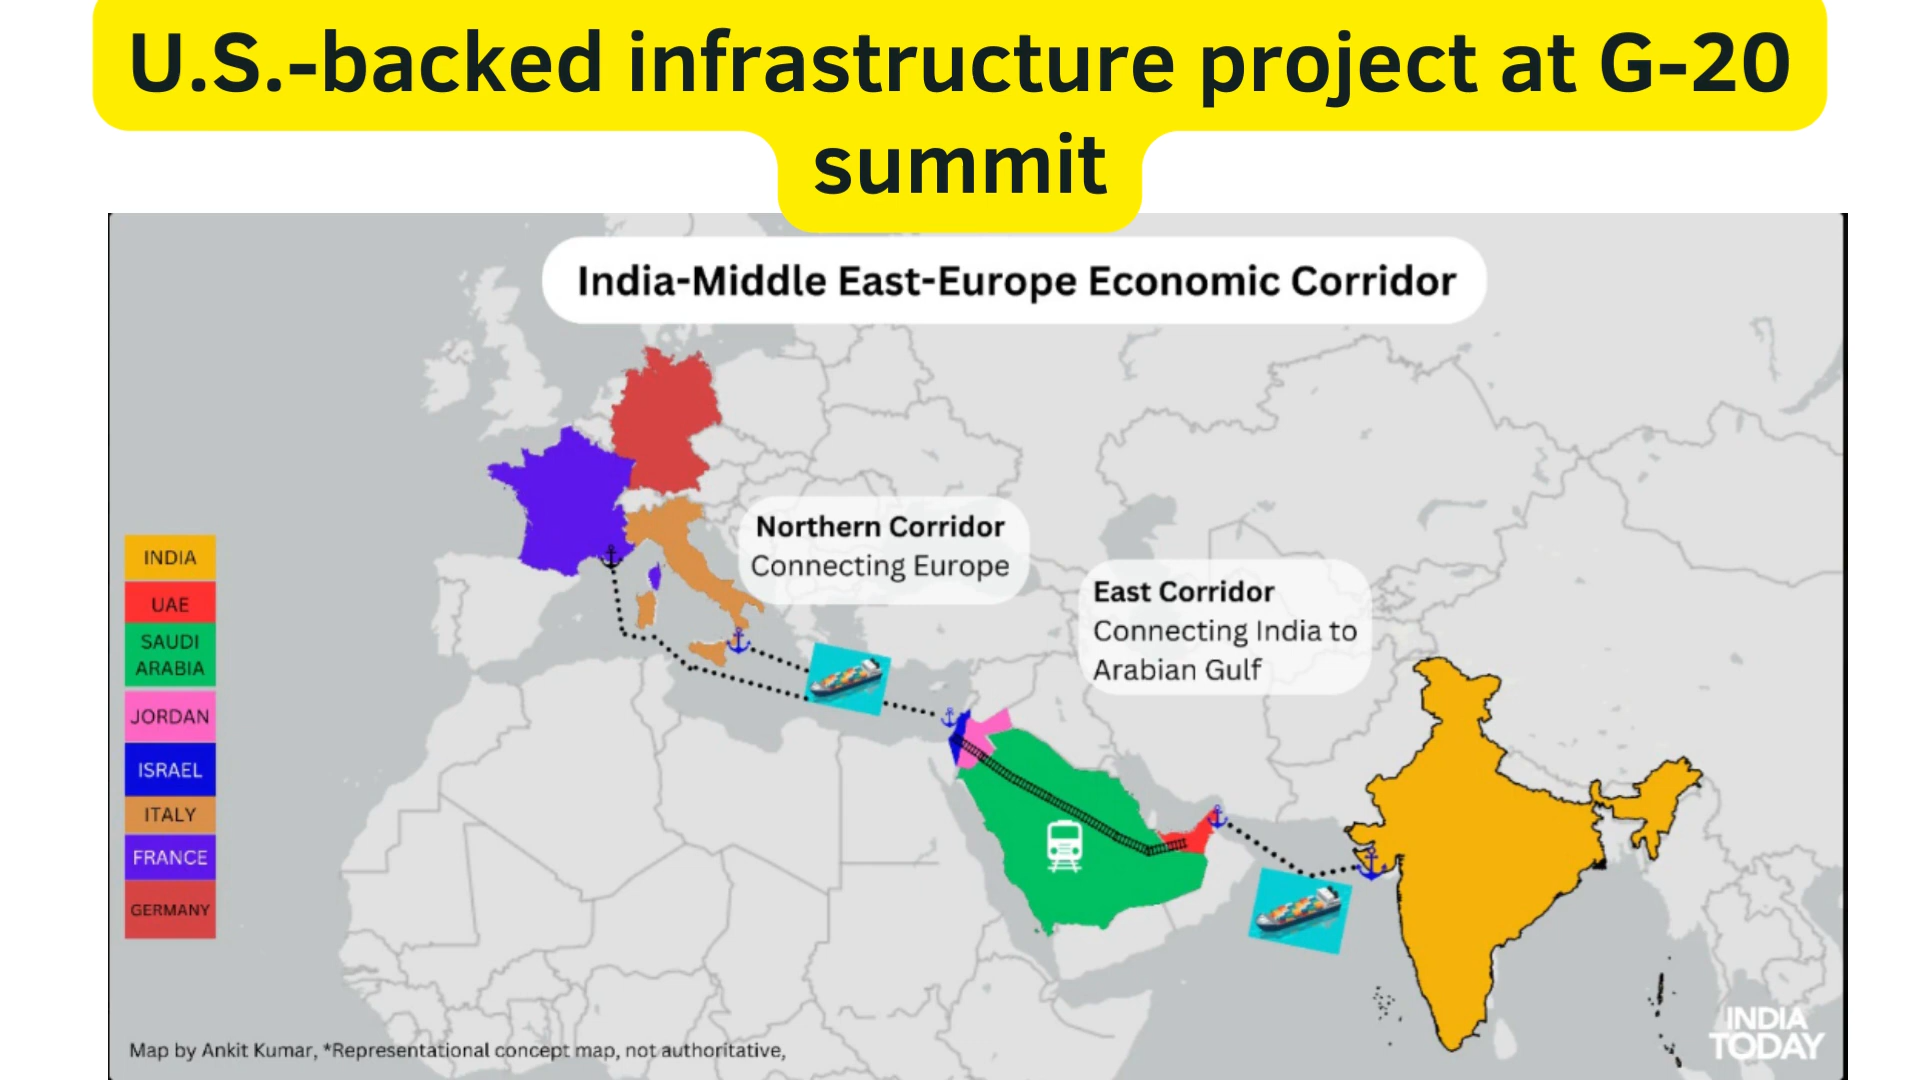 U.S.-backed infrastructure project at G-20
summit
India-Middle East-Europe Economic Corridor
Northern Corridor
Connecting Europe
East Corridor
Connecting India to
Arabian Gulf
INDIA
UAE
SAUDI
ARABIA
JORDAN
ISRAEL
ITALY
FRANCE
GERMANY
Map by Ankit Kumar, *Representational concept map, not authoritative,
INDIA
TODAY